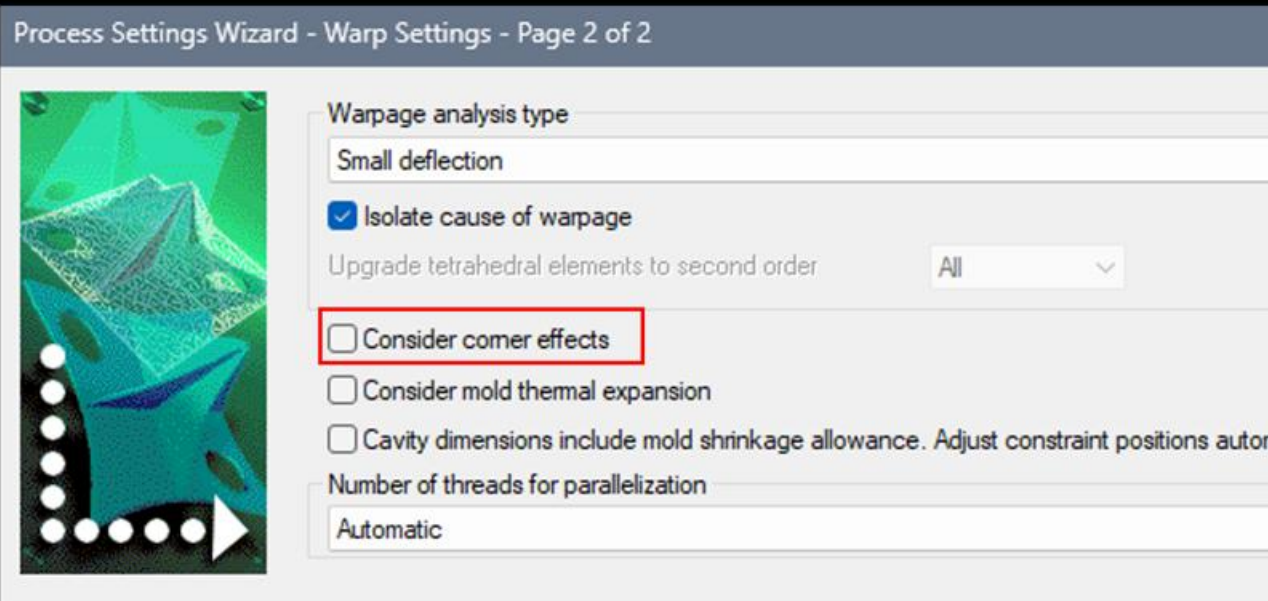 Process Settings Wizard - Warp Settings - Page 2 of 2
Warpage analysis type
Small deflection
Isolate cause of warpage
Upgrade tetrahedral elements to second order All
Consider corner effects
Consider mold thermal expansion
Cavity dimensions include mold shrinkage allowance. Adjust constraint positions autor
Number of threads for parallelization
Automatic